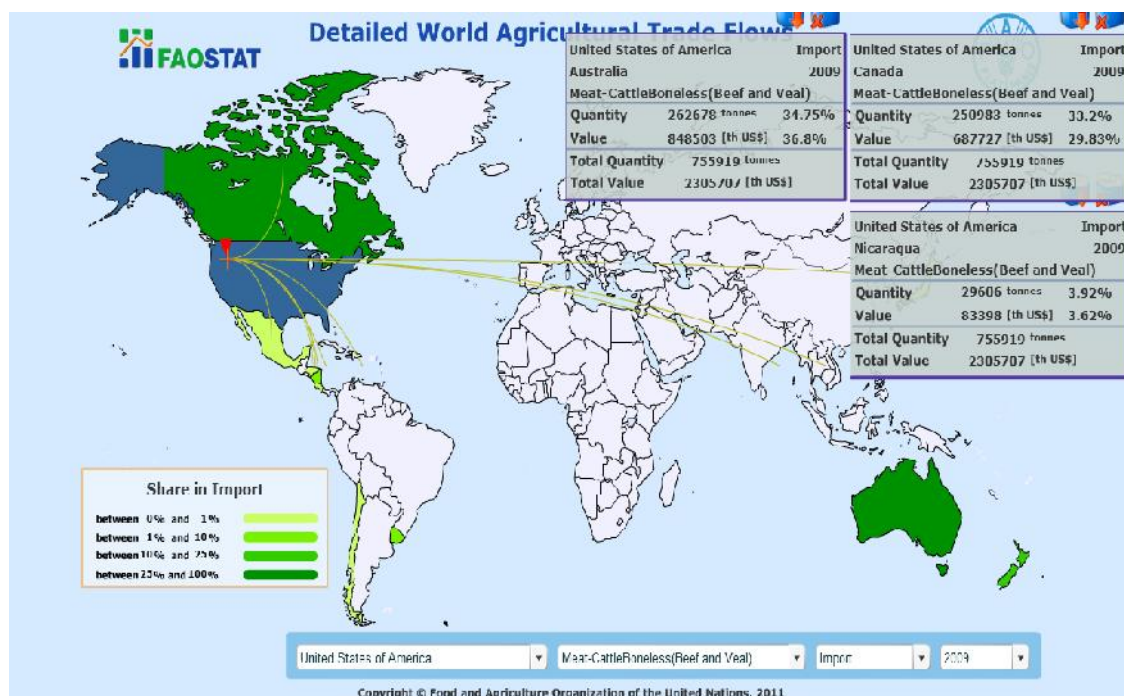 Detailed World Agricultural Trade Flows
FAOSTAT
United States of America Import
Australia 2009
Meat-CattleBoneless(Beef and Veal)
Quantity 262678 tonnes 34.75%
Value 848503 [th US$] 36.8%
Total Quantity 755919 tonnes
Total Value 2305707 [th US$]
United States of America Import
Canada 2009
Meat-CattleBoneless(Beef and Veal)
Quantity 250983 tonnes 33.2%
Value 687727 [th US$] 29.83%
Total Quantity 755919 tonnes
Total Value 2305707 [th US$]
United States of America Import
Nicaragua 2009
Meat-CattleBoneless(Beef and Veal)
Quantity 29606 tonnes 3.92%
Value 83398 [th US$] 3.62%
Total Quantity 755919 tonnes
Total Value 2305707 [th US$]
Share in Import
between 0% and 1%
between 1% and 10%
between 10% and 25%
between 25% and 100%
United States of America Meat-CattleBoneless(Beef and Veal) Import 2009
Copyright © Food and Agriculture Organization of the United Nations, 2011